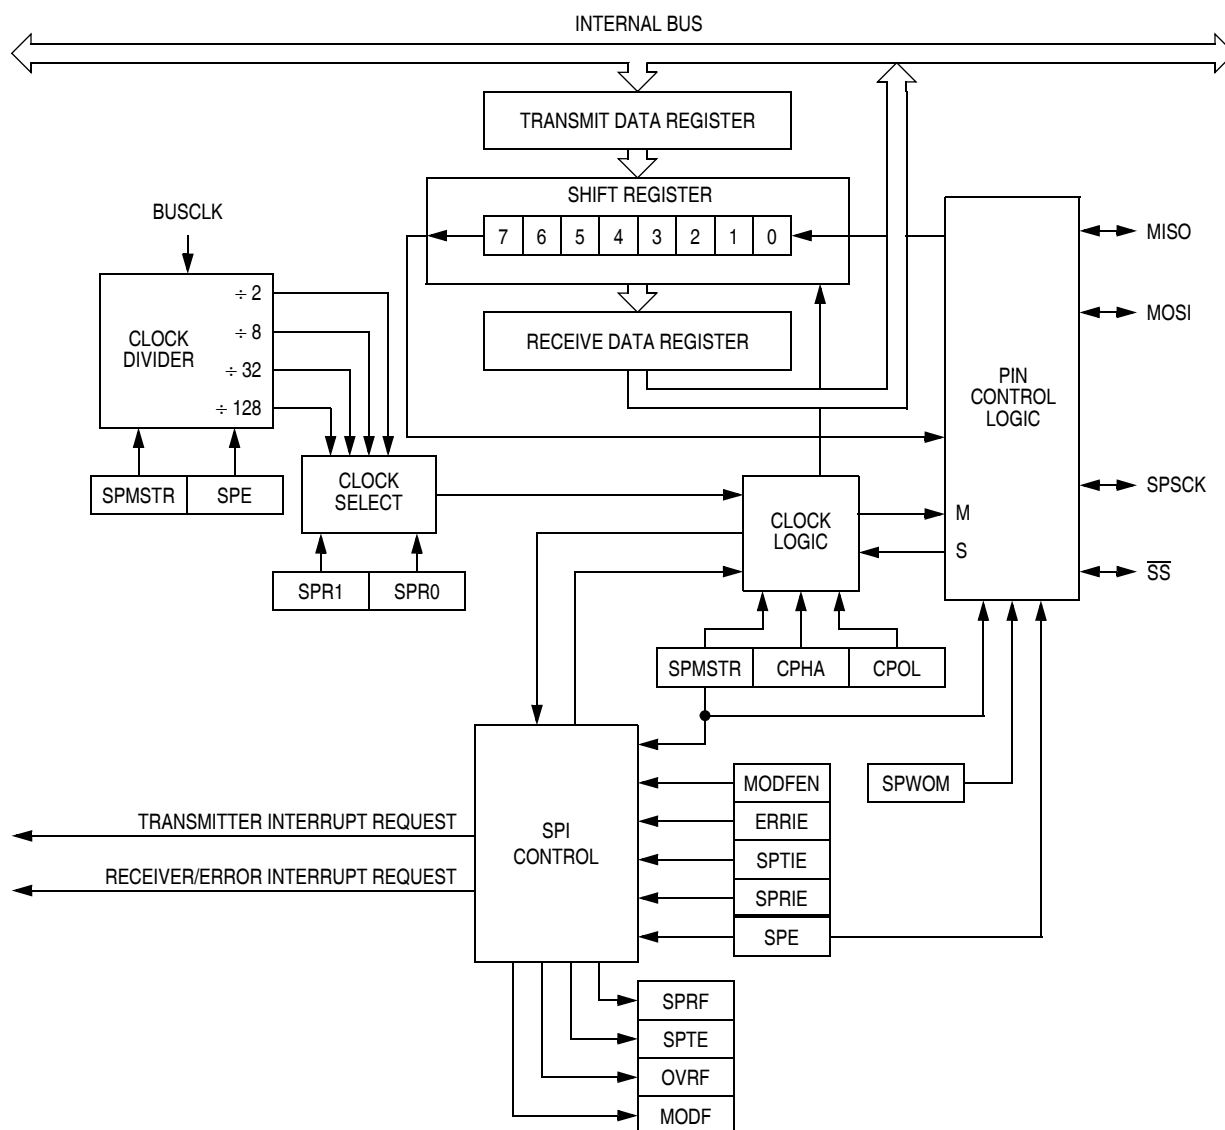 INTERNAL BUS
TRANSMIT DATA REGISTER
SHIFT REGISTER
7 6 5 4 3 2 1 0
BUSCLK
÷ 2
÷ 8
÷ 32
÷ 128
CLOCK
DIVIDER
RECEIVE DATA REGISTER
MISO
MOSI
PIN
CONTROL
LOGIC
SPMSTR SPE
CLOCK
SELECT
SPSCK
M
S
CLOCK
LOGIC
SS
SPR1 SPR0
SPMSTR CPHA CPOL
MODFEN
SPWOM
ERRIE
SPTIE
SPRIE
SPE
TRANSMITTER INTERRUPT REQUEST
RECEIVER/ERROR INTERRUPT REQUEST
SPI
CONTROL
SPRF
SPTE
OVRF
MODF